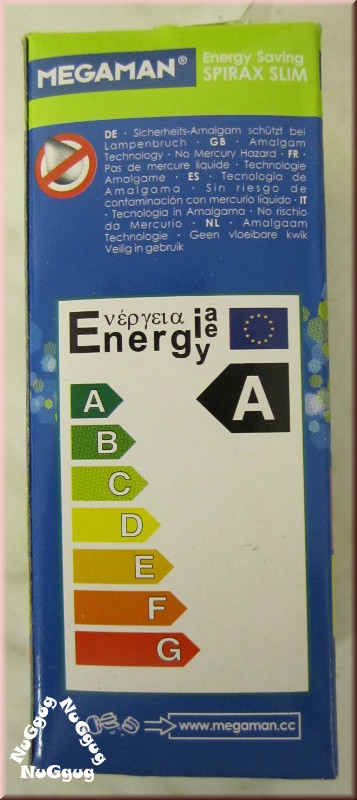 MEGAMAN®
Energy Saving
SPIRAX SLIM
DE · Sicherheits-Amalgam schützt bei
Lampenbruch · GB · Amalgam
Technology · No Mercury Hazard · FR ·
Pas de mercure liquide · Technologie
Amalgame · ES · Tecnología de
Amalgama · Sin riesgo de
contaminación con mercurio líquido · IT
· Tecnologia in Amalgama · No rischio
da Mercurio · NL · Amalgaam
Technologie · Geen vloeibare kwik
Veilig in gebruik
Ενέργεια
Energi
a
e
y
A
A
B
C
D
E
F
G
www.megaman.cc
NuGgug
NuGgug
NuGgug